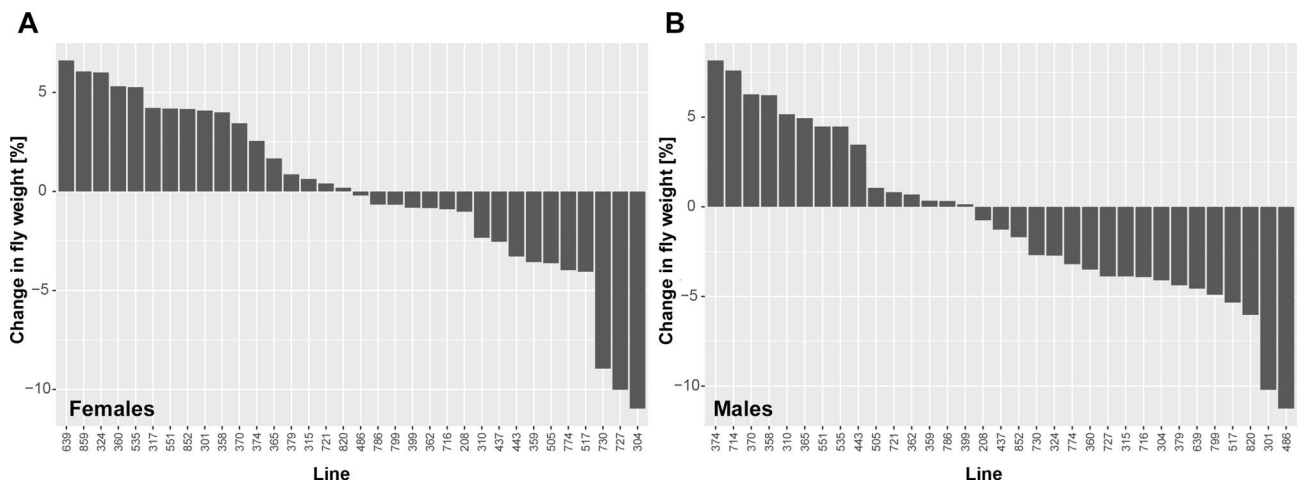 A
Change in fly weight [%]
5
0
−5
−10
Females
639 859 324 360 535 317 551 852 301 358 370 374 365 379 315 721 820 486 786 799 399 362 716 208 310 437 443 359 505 774 517 730 727 304
Line
B
Change in fly weight [%]
5
0
−5
−10
Males
374 714 370 358 310 365 551 535 443 505 721 362 359 786 399 208 437 852 730 324 774 360 727 315 716 304 379 639 799 517 820 301 486
Line